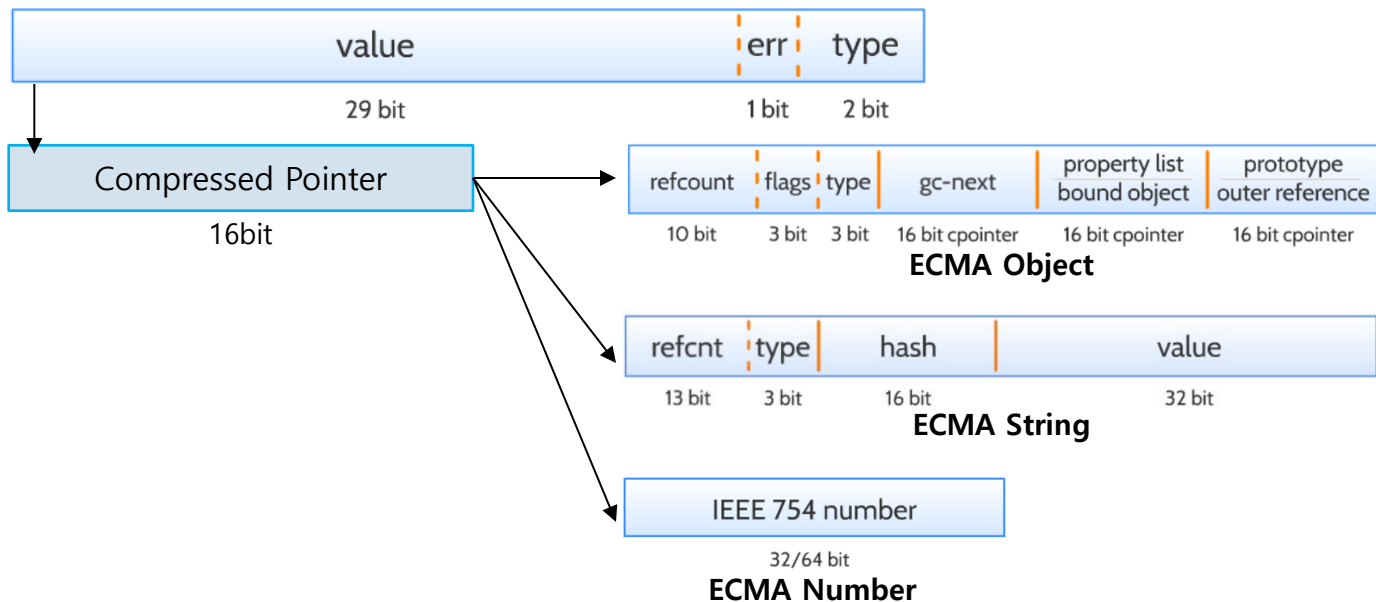 value err type
29 bit 1 bit 2 bit
Compressed Pointer
16bit
refcount flags type gc-next property list bound object prototype outer reference
10 bit 3 bit 3 bit 16 bit cpointer 16 bit cpointer 16 bit cpointer
ECMA Object
refcnt type hash value
13 bit 3 bit 16 bit 32 bit
ECMA String
IEEE 754 number
32/64 bit
ECMA Number